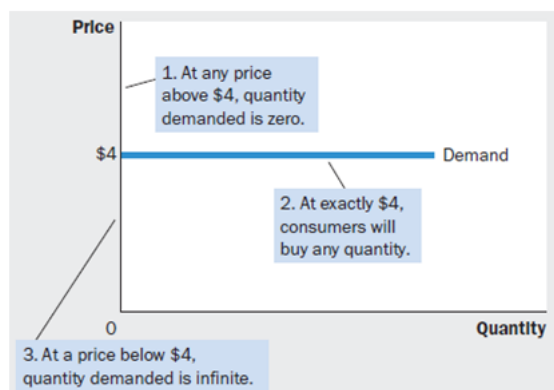 Price
1. At any price
above $4, quantity
demanded is zero.
$4
Demand
2. At exactly $4,
consumers will
buy any quantity.
0
Quantity
3. At a price below $4,
quantity demanded is infinite.